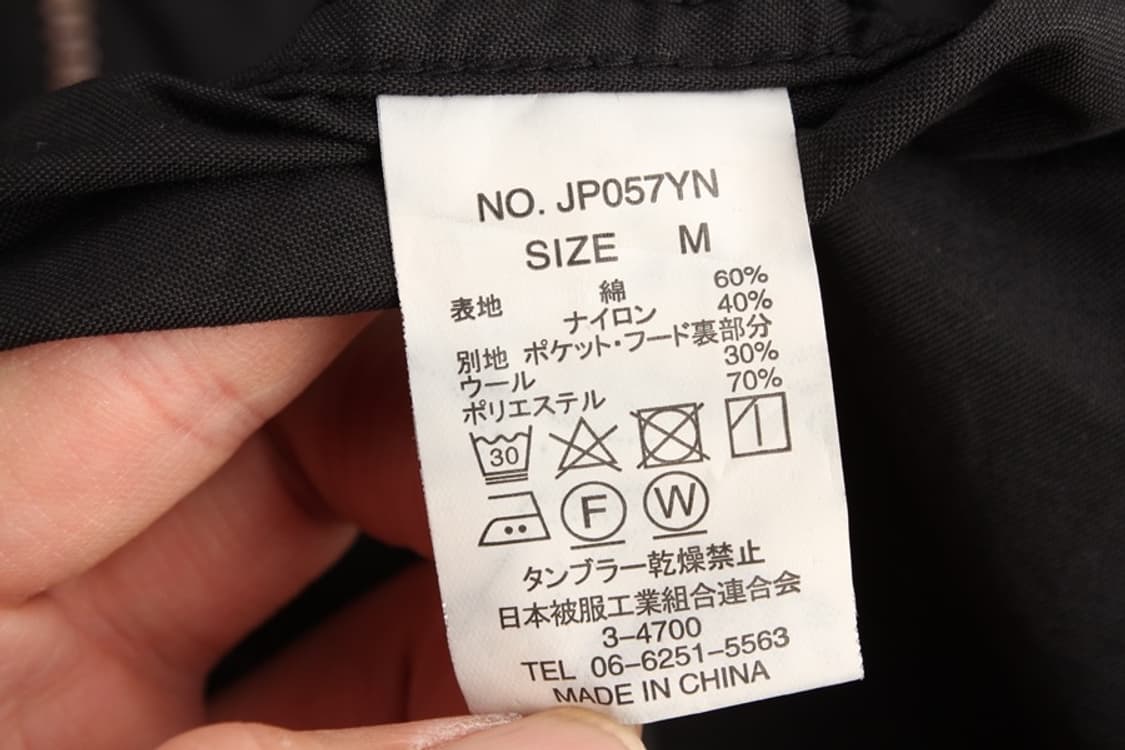 NO. JP057YN
SIZE M
表地 綿 60%
ナイロン 40%
別地 ポケット・フード裏部分
ウール 30%
ポリエステル 70%
30
F W
タンブラー乾燥禁止
日本被服工業組合連合会
3-4700
TEL 06-6251-5563
MADE IN CHINA